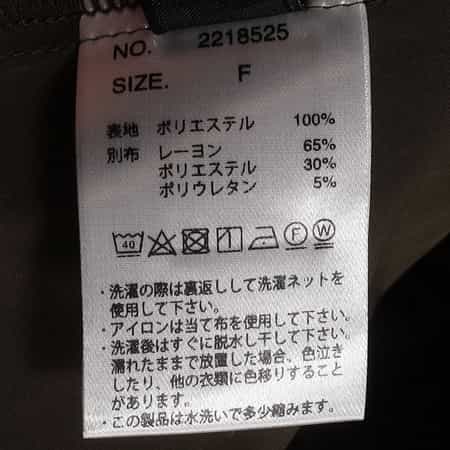 NO. 2218525
SIZE. F
表地 ポリエステル 100%
別布 レーヨン 65%
ポリエステル 30%
ポリウレタン 5%
40 F W
・洗濯の際は裏返しして洗濯ネットを
使用して下さい。
・アイロンは当て布を使用して下さい。
・洗濯後はすぐに脱水し干して下さい。
濡れたままで放置した場合、色泣き
したり、他の衣類に色移りすること
があります。
・この製品は水洗いで多少縮みます。